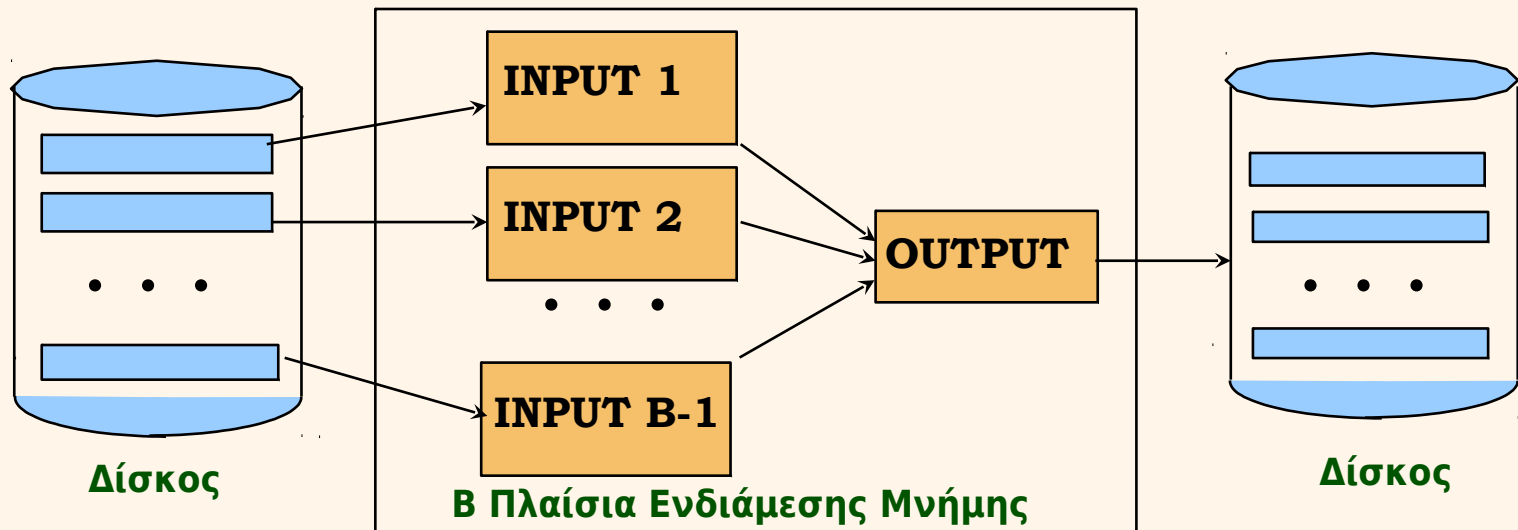 INPUT 1
INPUT 2
OUTPUT
INPUT B-1
Δίσκος
Β Πλαίσια Ενδιάμεσης Μνήμης
Δίσκος